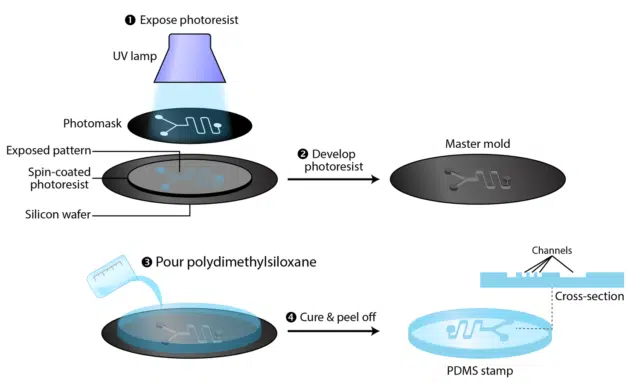 ❶ Expose photoresist
UV lamp
Photomask
Exposed pattern
Spin-coated
photoresist
Silicon wafer
❷ Develop
photoresist
Master mold
❸ Pour polydimethylsiloxane
❹ Cure & peel off
Channels
Cross-section
PDMS stamp